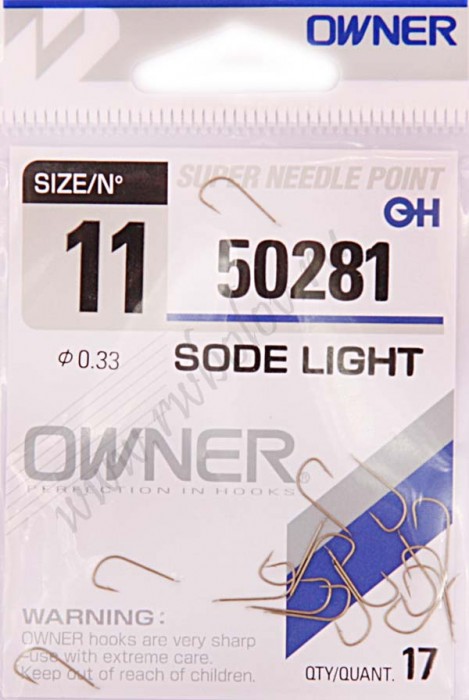 OWNER
SIZE/Nº
SUPER NEEDLE POINT
11
50281
φ 0.33
SODE LIGHT
OWNER®
PERFECTION IN HOOKS
WARNING:
OWNER hooks are very sharp
-use with extreme care.
Keep out of reach of children.
QTY/QUANT. 17